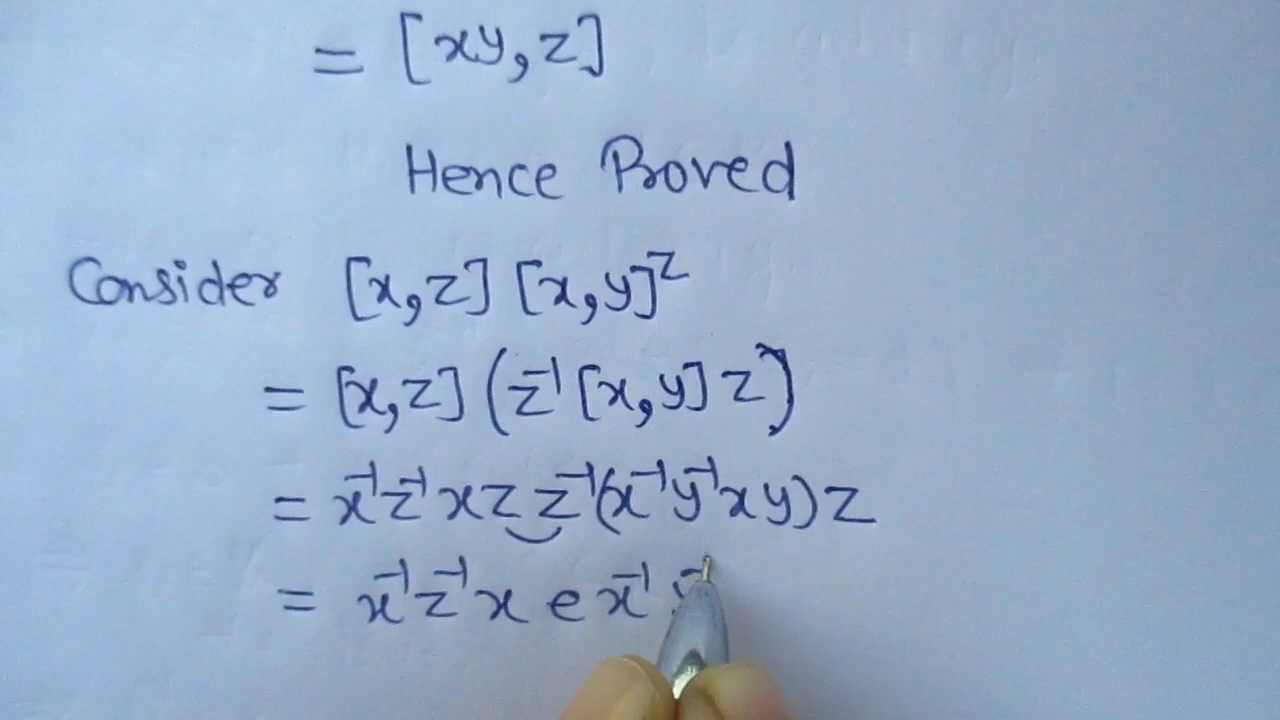 = [xy, z]
Hence Proved
Consider [x, z] [x, y]ᶻ
= [x, z] (z⁻¹ [x, y] z)
= x⁻¹z⁻¹xzz⁻¹(x⁻¹y⁻¹xy)z
= x⁻¹z⁻¹x e x⁻¹